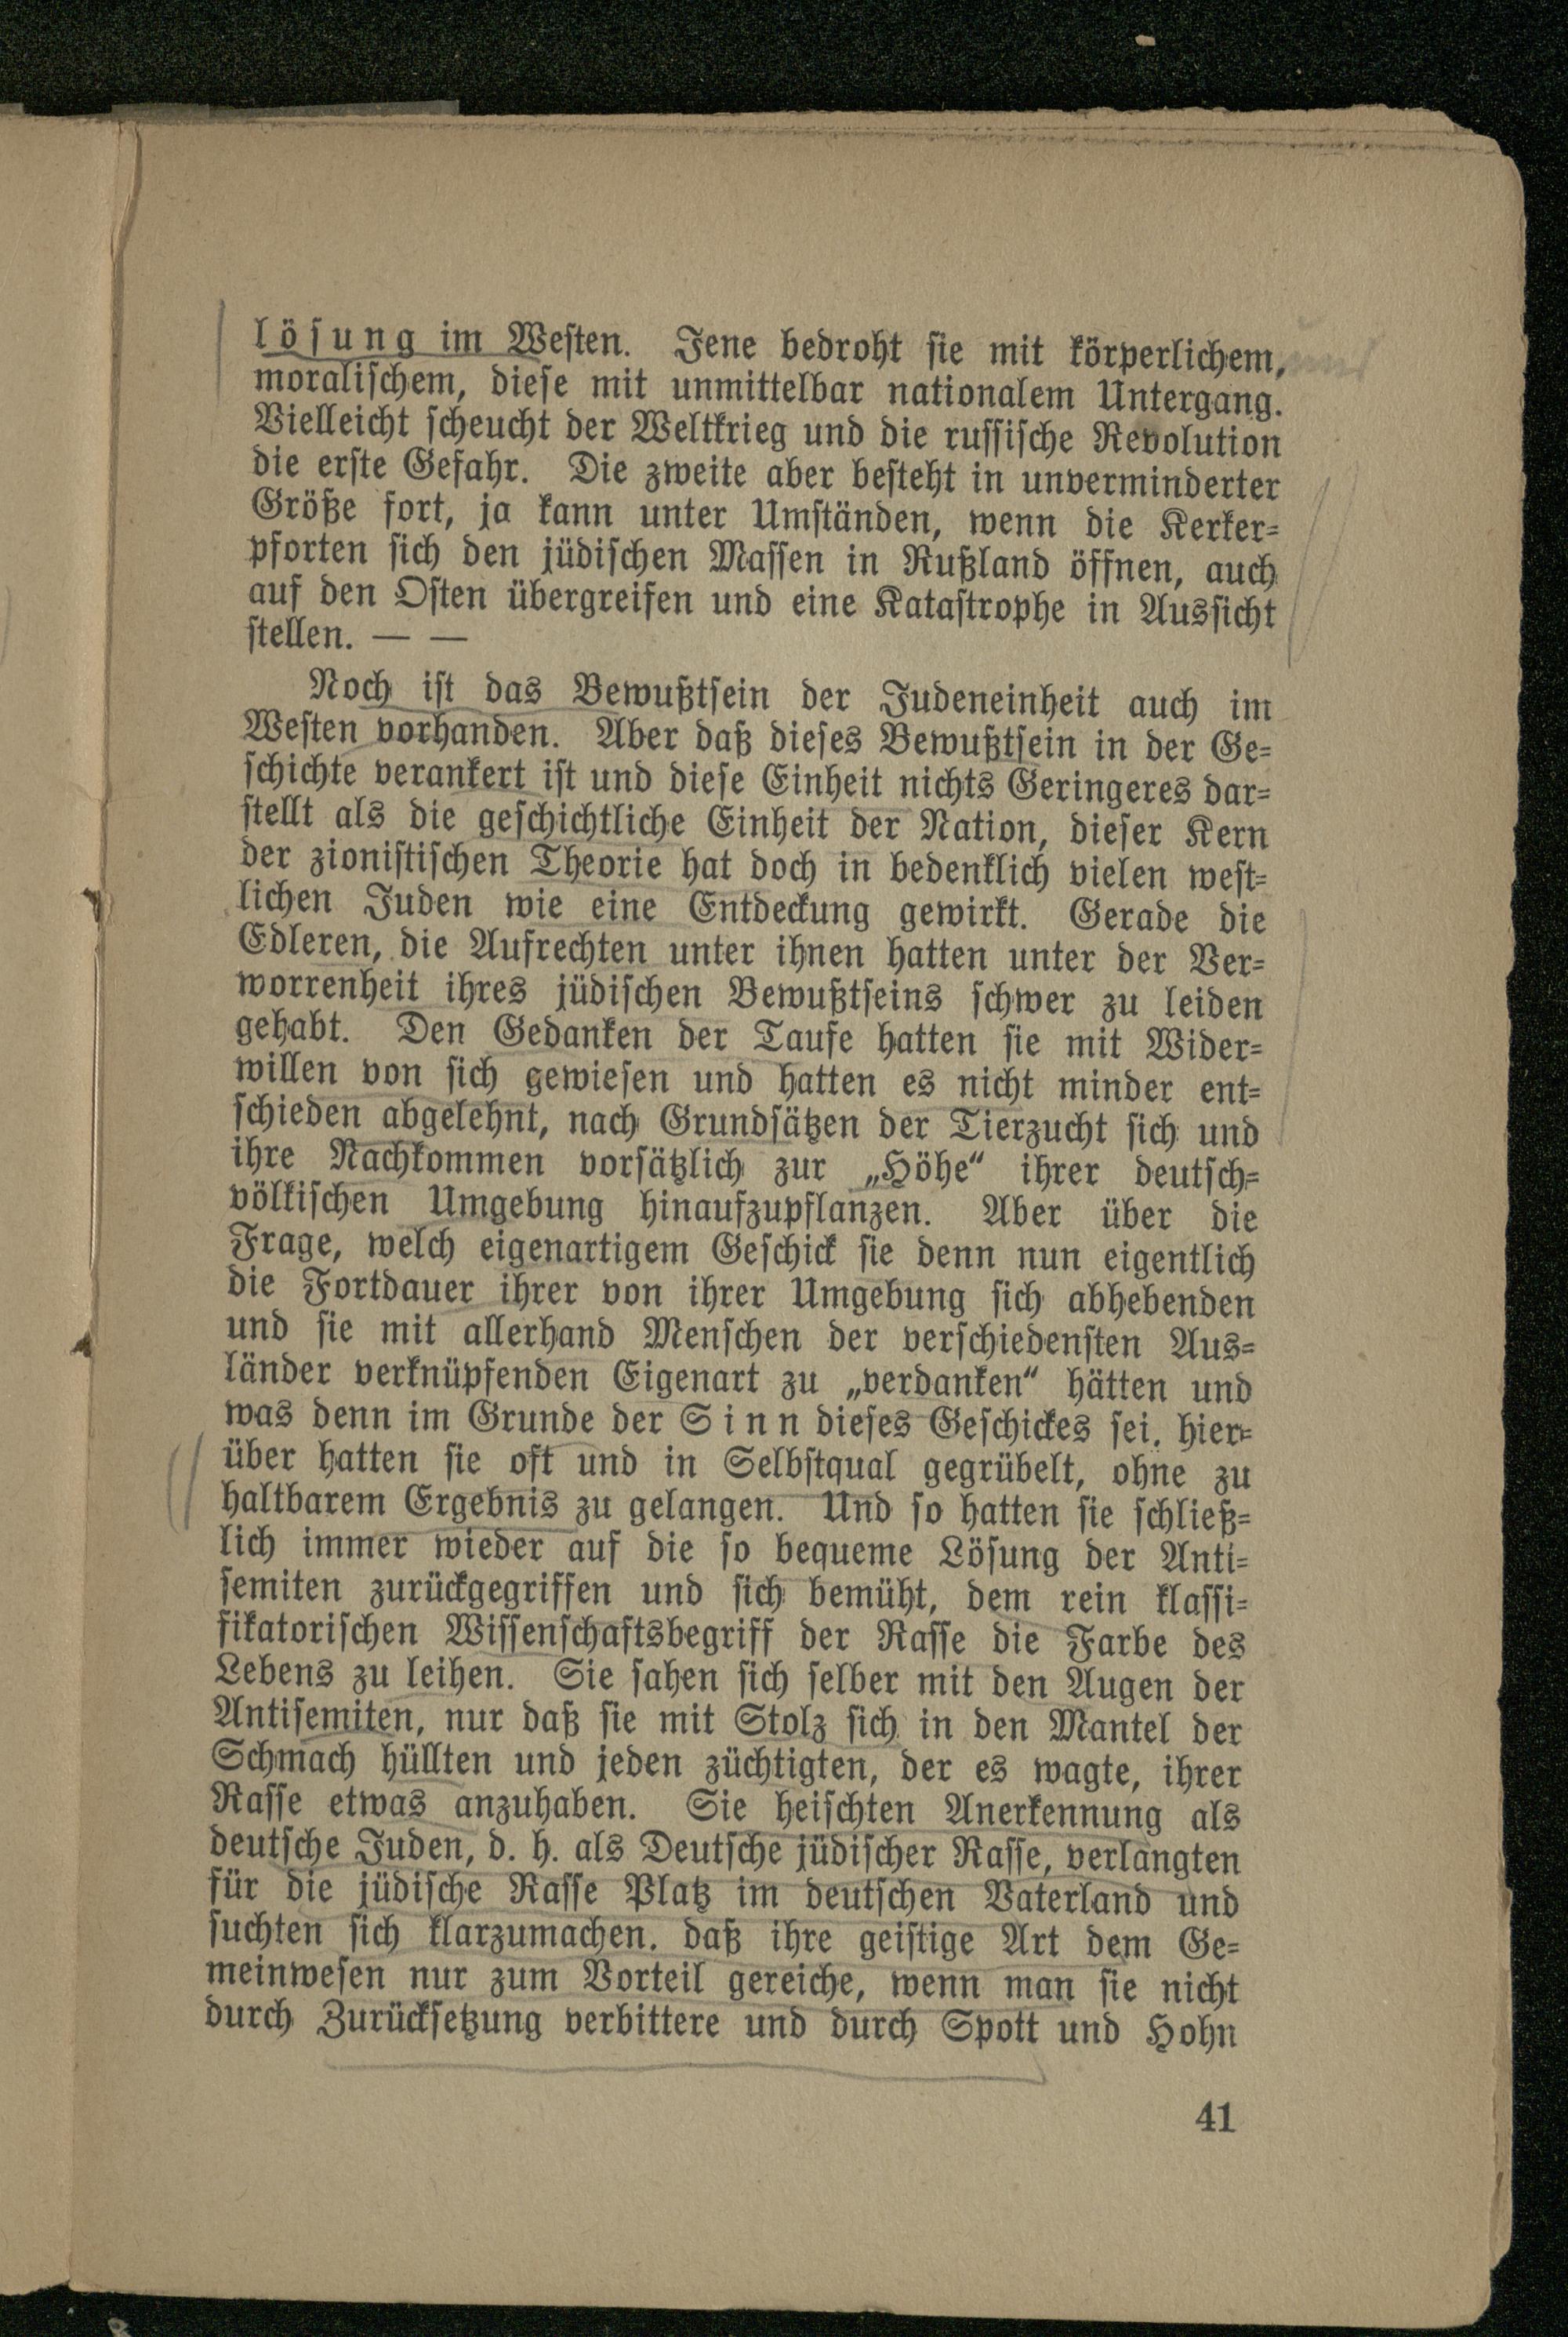 lösung im Westen. Jene bedroht sie mit körperlichem, und
moralischem, diese mit unmittelbar nationalem Untergang.
Vielleicht scheucht der Weltkrieg und die russische Revolution
die erste Gefahr. Die zweite aber besteht in unverminderter
Größe fort, ja kann unter Umständen, wenn die Kerker-
pforten sich den jüdischen Massen in Rußland öffnen, auch
auf den Osten übergreifen und eine Katastrophe in Aussicht
stellen. — —
Noch ist das Bewußtsein der Judeneinheit auch im
Westen vorhanden. Aber daß dieses Bewußtsein in der Ge-
schichte verankert ist und diese Einheit nichts Geringeres dar-
stellt als die geschichtliche Einheit der Nation, dieser Kern
der zionistischen Theorie hat doch in bedenklich vielen west-
lichen Juden wie eine Entdeckung gewirkt. Gerade die
Edleren, die Aufrechten unter ihnen hatten unter der Ver-
worrenheit ihres jüdischen Bewußtseins schwer zu leiden
gehabt. Den Gedanken der Taufe hatten sie mit Wider-
willen von sich gewiesen und hatten es nicht minder ent-
schieden abgelehnt, nach Grundsätzen der Tierzucht sich und
ihre Nachkommen vorsätzlich zur „Höhe“ ihrer deutsch-
völkischen Umgebung hinaufzupflanzen. Aber über die
Frage, welch eigenartigem Geschick sie denn nun eigentlich
die Fortdauer ihrer von ihrer Umgebung sich abhebenden
und sie mit allerhand Menschen der verschiedensten Aus-
länder verknüpfenden Eigenart zu „verdanken“ hätten und
was denn im Grunde der Sinn dieses Geschickes sei, hier-
über hatten sie oft und in Selbstqual gegrübelt, ohne zu
haltbarem Ergebnis zu gelangen. Und so hatten sie schließ-
lich immer wieder auf die so bequeme Lösung der Anti-
semiten zurückgegriffen und sich bemüht, dem rein klassi-
fikatorischen Wissenschaftsbegriff der Rasse die Farbe des
Lebens zu leihen. Sie sahen sich selber mit den Augen der
Antisemiten, nur daß sie mit Stolz sich in den Mantel der
Schmach hüllten und jeden züchtigten, der es wagte, ihrer
Rasse etwas anzuhaben. Sie heischten Anerkennung als
deutsche Juden, d. h. als Deutsche jüdischer Rasse, verlangten
für die jüdische Rasse Platz im deutschen Vaterland und
suchten sich klarzumachen, daß ihre geistige Art dem Ge-
meinwesen nur zum Vorteil gereiche, wenn man sie nicht
durch Zurücksetzung verbittere und durch Spott und Hohn
41